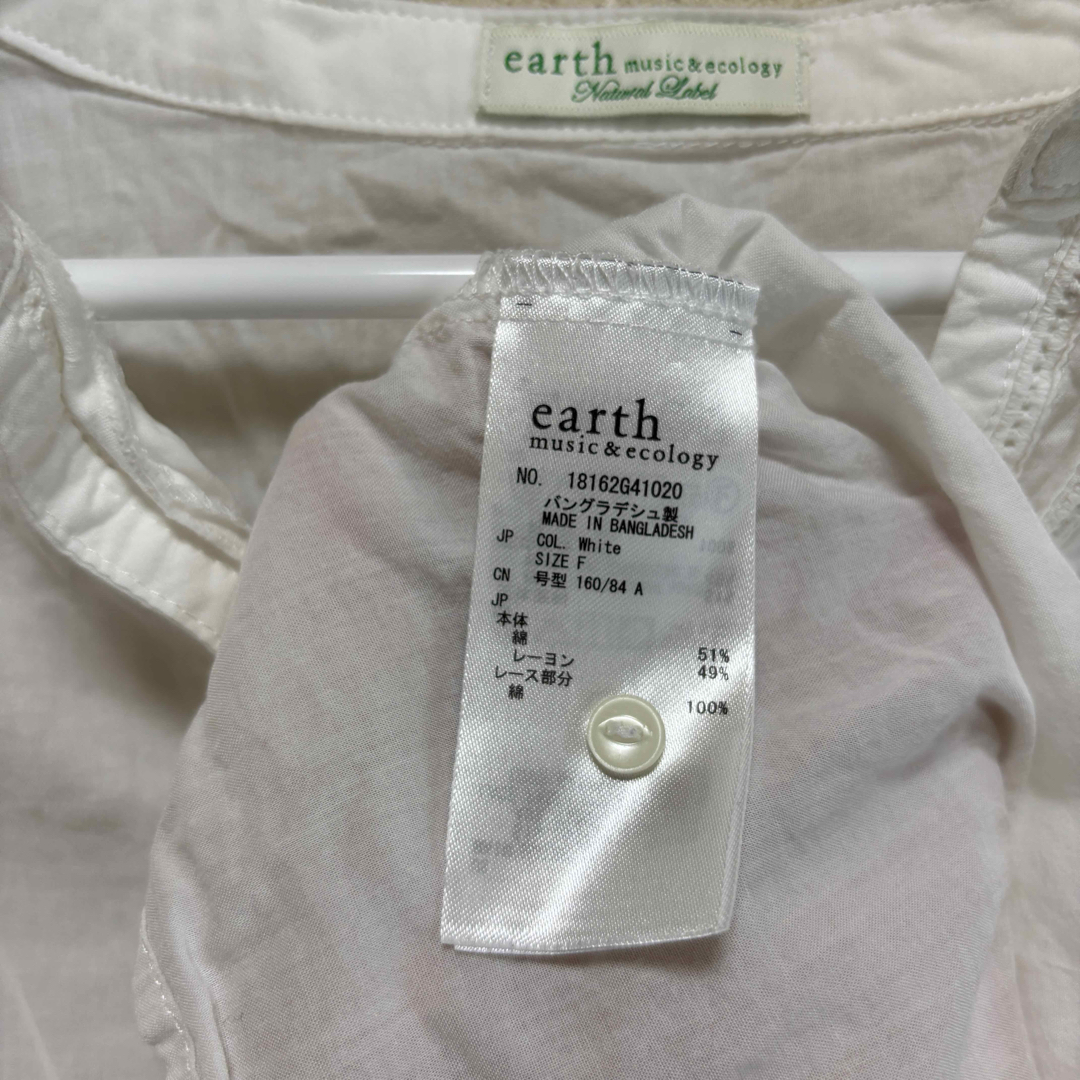 earth music&ecology
Natural Label
earth
music&ecology
NO. 18162G41020
バングラデシュ製
MADE IN BANGLADESH
JP COL. White
SIZE F
CN 号型 160/84 A
JP
本体
綿 51%
レーヨン 49%
レース部分
綿 100%